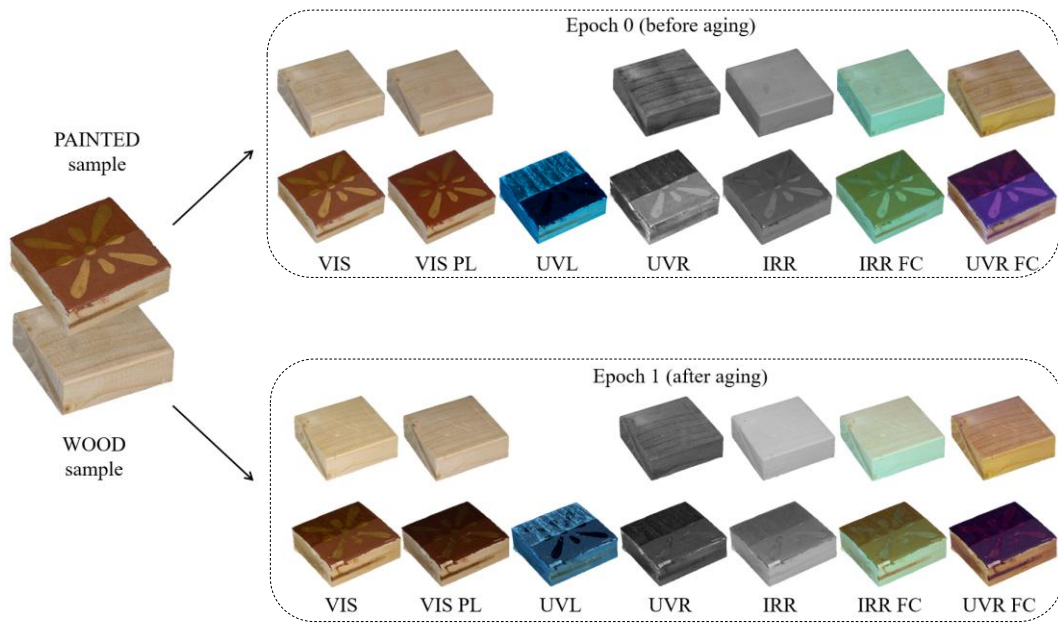 Epoch 0 (before aging)
PAINTED
sample
VIS
VIS PL
UVL
UVR
IRR
IRR FC
UVR FC
Epoch 1 (after aging)
WOOD
sample
VIS
VIS PL
UVL
UVR
IRR
IRR FC
UVR FC